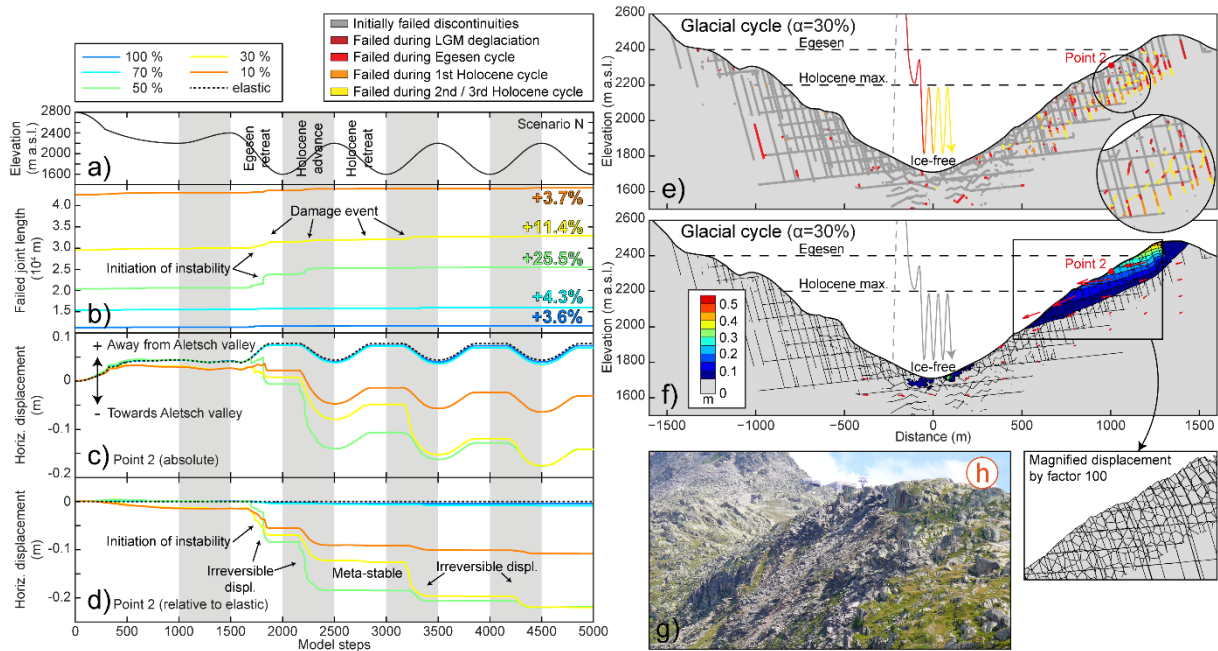 100 %
70 %
50 %
30 %
10 %
elastic
Initially failed discontinuities
Failed during LGM deglaciation
Failed during Egesen cycle
Failed during 1st Holocene cycle
Failed during 2nd / 3rd Holocene cycle
Elevation
(m a.s.l.)
2800
2400
2000
1600
a)
Egesen
retreat
Holocene
advance
Holocene
retreat
Scenario N
Failed joint length
(10⁴ m)
4.0
3.5
3.0
2.5
2.0
1.5
b)
Damage event
Initiation of instability
+3.7%
+11.4%
+25.5%
+4.3%
+3.6%
Horiz. displacement
(m)
0.1
0
-0.1
-0.2
+ Away from Aletsch valley
- Towards Aletsch valley
c)
Point 2 (absolute)
Horiz. displacement
(m)
0
-0.1
-0.2
Initiation of instability
Irreversible
displ.
Meta-stable
Irreversible displ.
d)
Point 2 (relative to elastic)
0 500 1000 1500 2000 2500 3000 3500 4000 4500 5000
Model steps
Elevation (m a.s.l.)
2600
2400
2200
2000
1800
1600
Glacial cycle (α=30%)
Egesen
Holocene max.
Point 2
Ice-free
e)
Elevation (m a.s.l.)
2600
2400
2200
2000
1800
1600
Glacial cycle (α=30%)
Egesen
Holocene max.
Point 2
Ice-free
0.5
0.4
0.3
0.2
0.1
0
m
f)
−1500 −1000 −500 0 500 1000 1500
Distance (m)
g)
h
Magnified displacement
by factor 100